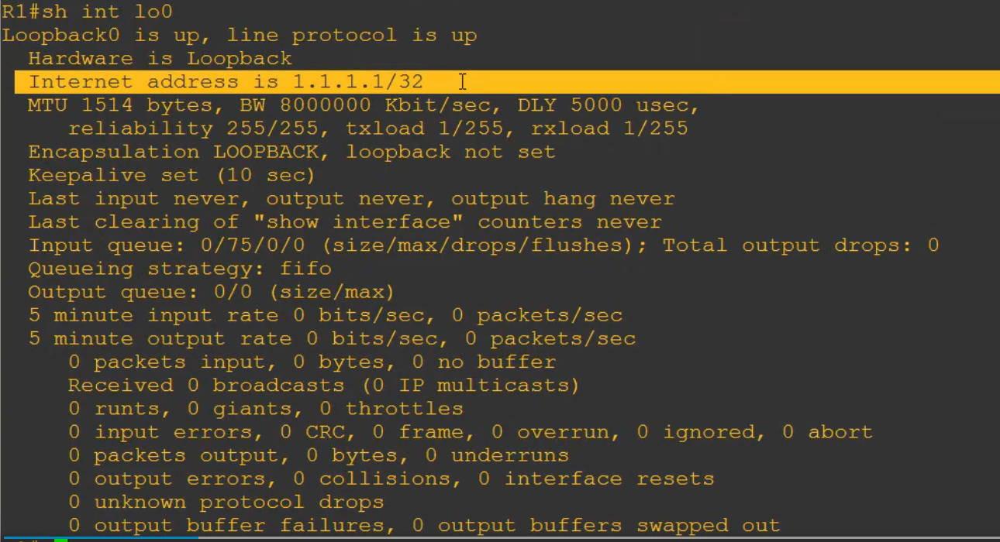 R1#sh int lo0
Loopback0 is up, line protocol is up
Hardware is Loopback
Internet address is 1.1.1.1/32
MTU 1514 bytes, BW 8000000 Kbit/sec, DLY 5000 usec,
reliability 255/255, txload 1/255, rxload 1/255
Encapsulation LOOPBACK, loopback not set
Keepalive set (10 sec)
Last input never, output never, output hang never
Last clearing of "show interface" counters never
Input queue: 0/75/0/0 (size/max/drops/flushes); Total output drops: 0
Queueing strategy: fifo
Output queue: 0/0 (size/max)
5 minute input rate 0 bits/sec, 0 packets/sec
5 minute output rate 0 bits/sec, 0 packets/sec
0 packets input, 0 bytes, 0 no buffer
Received 0 broadcasts (0 IP multicasts)
0 runts, 0 giants, 0 throttles
0 input errors, 0 CRC, 0 frame, 0 overrun, 0 ignored, 0 abort
0 packets output, 0 bytes, 0 underruns
0 output errors, 0 collisions, 0 interface resets
0 unknown protocol drops
0 output buffer failures, 0 output buffers swapped out